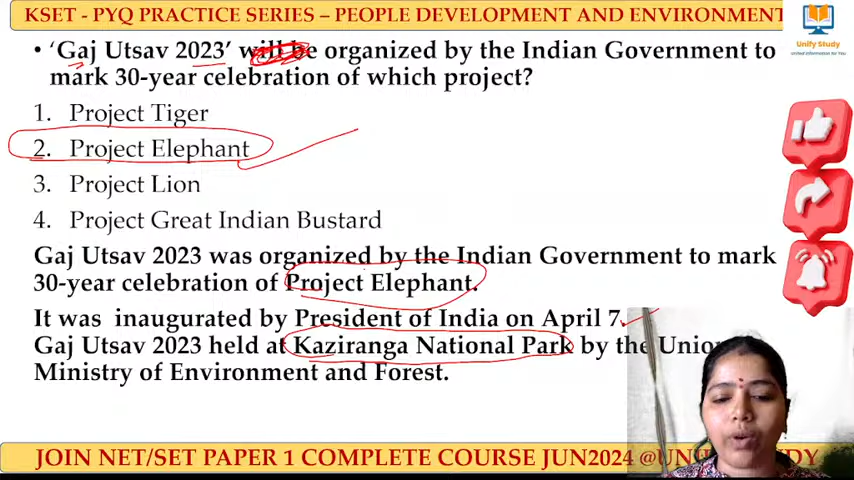 KSET - PYQ PRACTICE SERIES – PEOPLE DEVELOPMENT AND ENVIRONMENT
Unify Study
• 'Gaj Utsav 2023' will be organized by the Indian Government to
mark 30-year celebration of which project?
1. Project Tiger
2. Project Elephant
3. Project Lion
4. Project Great Indian Bustard
Gaj Utsav 2023 was organized by the Indian Government to mark
30-year celebration of Project Elephant.
It was inaugurated by President of India on April 7.
Gaj Utsav 2023 held at Kaziranga National Park by the Union
Ministry of Environment and Forest.
JOIN NET/SET PAPER 1 COMPLETE COURSE JUN2024 @UNIFY STUDY